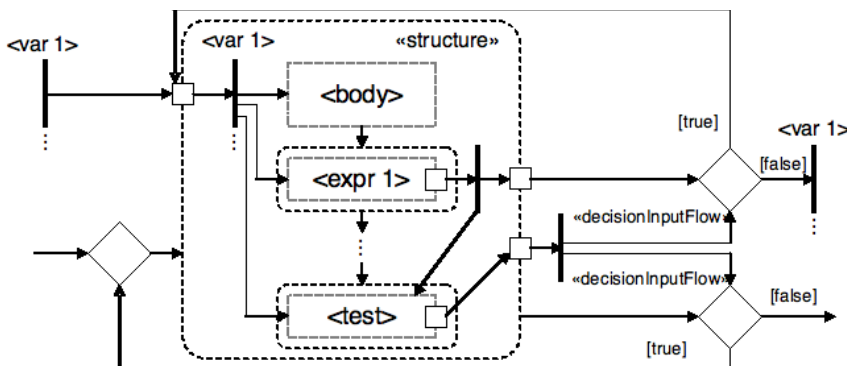 «structure»
<var 1>
<var 1>
<body>
[true]
<var 1>
[false]
<expr 1>
«decisionInputFlow»
«decisionInputFlow»
[false]
<test>
[true]